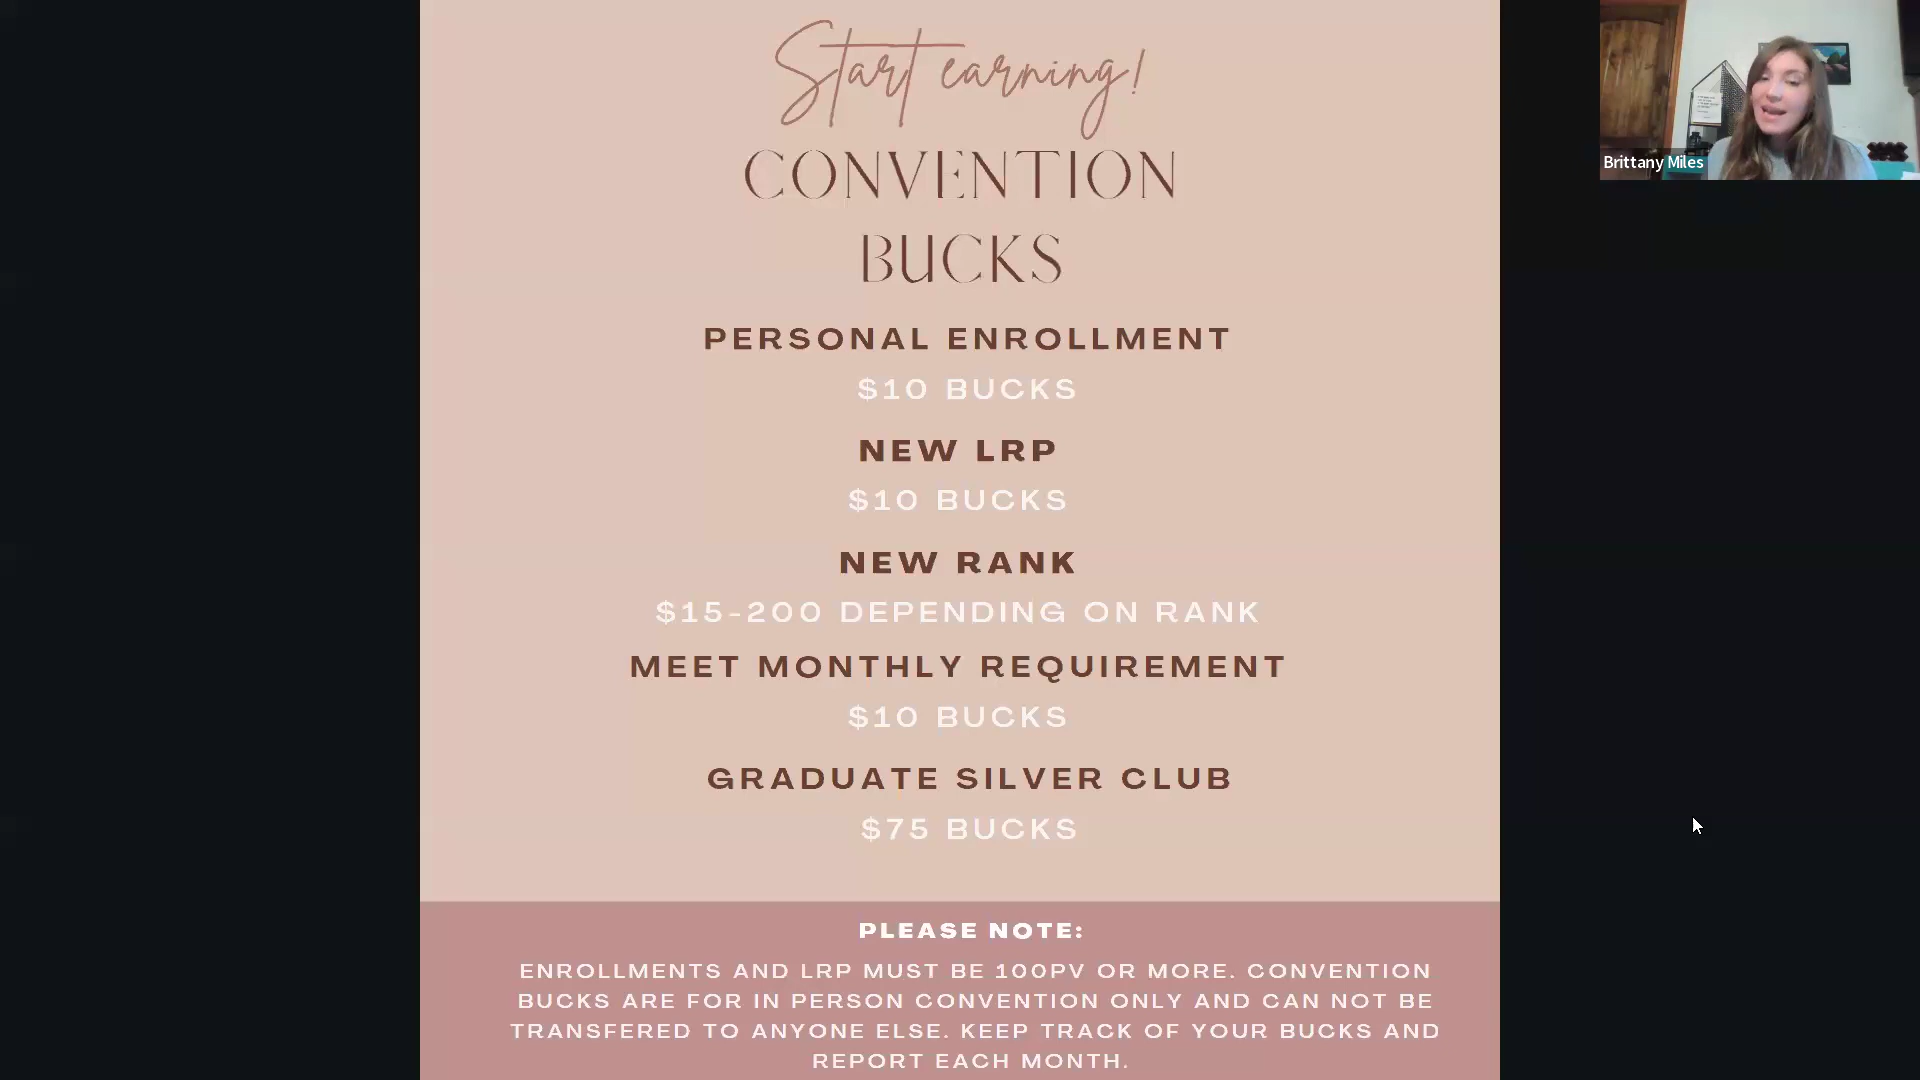 Start earning!
CONVENTION
BUCKS
PERSONAL ENROLLMENT
$10 BUCKS
NEW LRP
$10 BUCKS
NEW RANK
$15-200 DEPENDING ON RANK
MEET MONTHLY REQUIREMENT
$10 BUCKS
GRADUATE SILVER CLUB
$75 BUCKS
PLEASE NOTE:
ENROLLMENTS AND LRP MUST BE 100PV OR MORE. CONVENTION
BUCKS ARE FOR IN PERSON CONVENTION ONLY AND CAN NOT BE
TRANSFERED TO ANYONE ELSE. KEEP TRACK OF YOUR BUCKS AND
REPORT EACH MONTH.
Brittany Miles